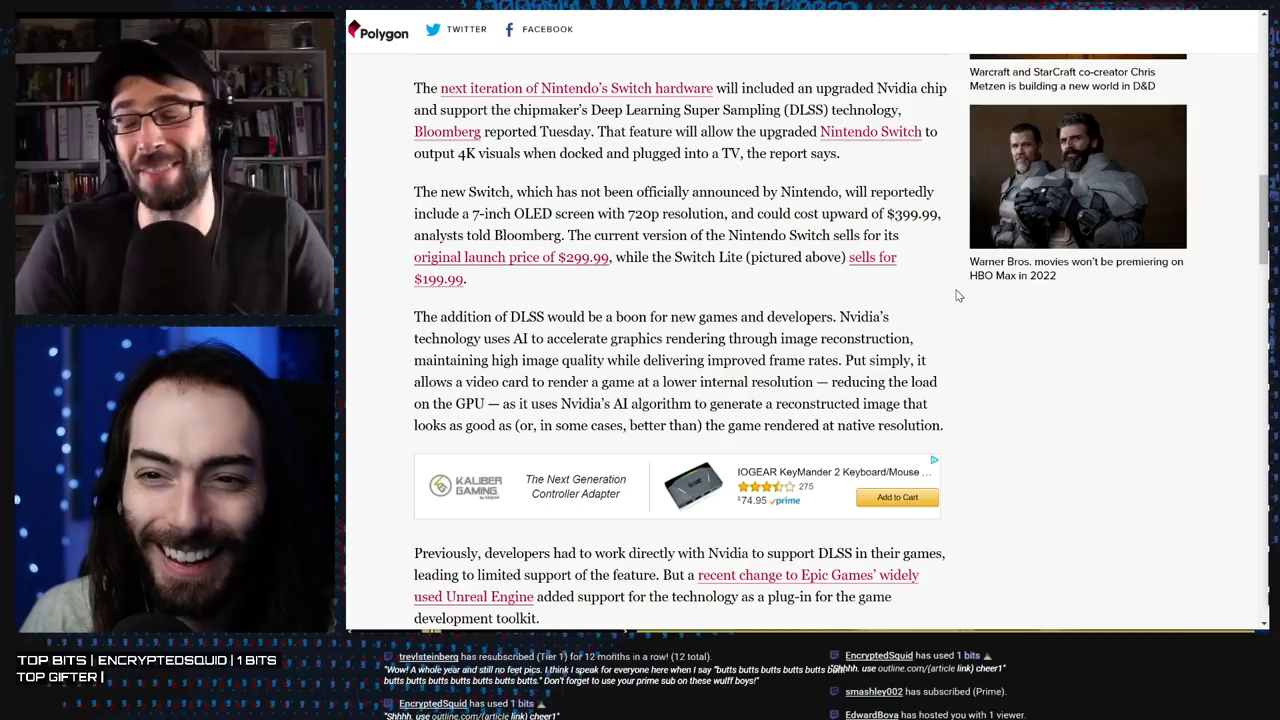 Polygon
TWITTER
FACEBOOK
The next iteration of Nintendo's Switch hardware will included an upgraded Nvidia chip
and support the chipmaker's Deep Learning Super Sampling (DLSS) technology,
Bloomberg reported Tuesday. That feature will allow the upgraded Nintendo Switch to
output 4K visuals when docked and plugged into a TV, the report says.
The new Switch, which has not been officially announced by Nintendo, will reportedly
include a 7-inch OLED screen with 720p resolution, and could cost upward of $399.99,
analysts told Bloomberg. The current version of the Nintendo Switch sells for its
original launch price of $299.99, while the Switch Lite (pictured above) sells for
$199.99.
The addition of DLSS would be a boon for new games and developers. Nvidia's
technology uses AI to accelerate graphics rendering through image reconstruction,
maintaining high image quality while delivering improved frame rates. Put simply, it
allows a video card to render a game at a lower internal resolution — reducing the load
on the GPU — as it uses Nvidia's AI algorithm to generate a reconstructed image that
looks as good as (or, in some cases, better than) the game rendered at native resolution.
KALIBER
GAMING
by IOGEAR
The Next Generation
Controller Adapter
IOGEAR KeyMander 2 Keyboard/Mouse ...
275
$74.95 prime
Add to Cart
Previously, developers had to work directly with Nvidia to support DLSS in their games,
leading to limited support of the feature. But a recent change to Epic Games' widely
used Unreal Engine added support for the technology as a plug-in for the game
development toolkit.
Warcraft and StarCraft co-creator Chris
Metzen is building a new world in D&D
Warner Bros. movies won't be premiering on
HBO Max in 2022
TOP BITS | ENCRYPTEDSQUID | 1 BITS
TOP GIFTER |
trevlsteinberg has resubscribed (Tier 1) for 12 months in a row! (12 total).
"Wow! A whole year and still no feet pics. I think I speak for everyone here when I say "butts butts butts butts butts butts
butts butts butts butts butts butts butts." Don't forget to use your prime sub on these wulff boys!"
EncryptedSquid has used 1 bits
"Shhhh. use outline.com/(article link) cheer1"
EncryptedSquid has used 1 bits
"Shhhh. use outline.com/(article link) cheer1"
smashley002 has subscribed (Prime).
EdwardBova has hosted you with 1 viewer.